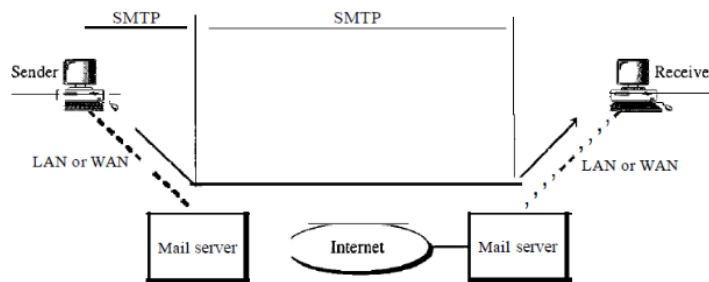 SMTP SMTP
Sender Receive
LAN or WAN LAN or WAN
Mail server Internet Mail server